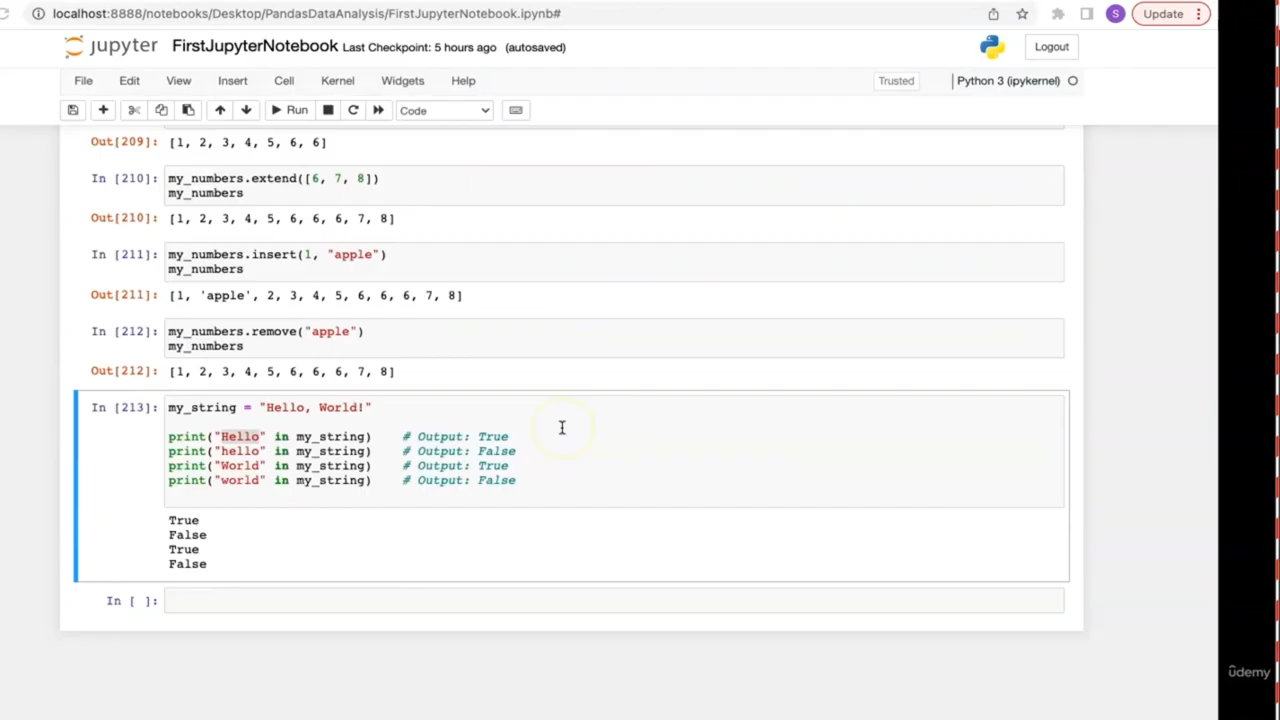 localhost:8888/notebooks/Desktop/PandasDataAnalysis/FirstJupyterNotebook.ipynb#
S
Update
jupyter FirstJupyterNotebook Last Checkpoint: 5 hours ago (autosaved)
Logout
File Edit View Insert Cell Kernel Widgets Help
Trusted
Python 3 (ipykernel)
Run
Code
Out[209]: [1, 2, 3, 4, 5, 6, 6]
In [210]: my_numbers.extend([6, 7, 8])
my_numbers
Out[210]: [1, 2, 3, 4, 5, 6, 6, 6, 7, 8]
In [211]: my_numbers.insert(1, "apple")
my_numbers
Out[211]: [1, 'apple', 2, 3, 4, 5, 6, 6, 6, 7, 8]
In [212]: my_numbers.remove("apple")
my_numbers
Out[212]: [1, 2, 3, 4, 5, 6, 6, 6, 7, 8]
In [213]: my_string = "Hello, World!"
print("Hello" in my_string) # Output: True
print("hello" in my_string) # Output: False
print("World" in my_string) # Output: True
print("world" in my_string) # Output: False
True
False
True
False
In [ ]:
ûdemy